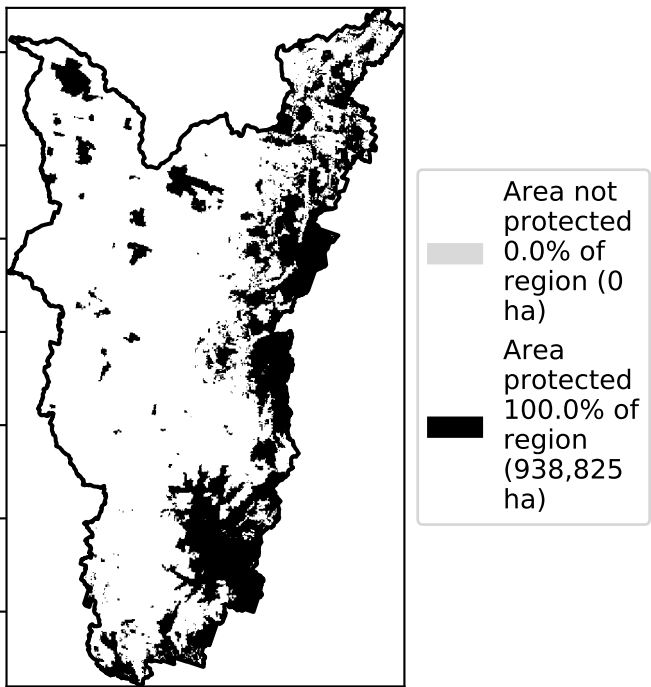 Area not
protected
0.0% of
region (0
ha)
Area
protected
100.0% of
region
(938,825
ha)